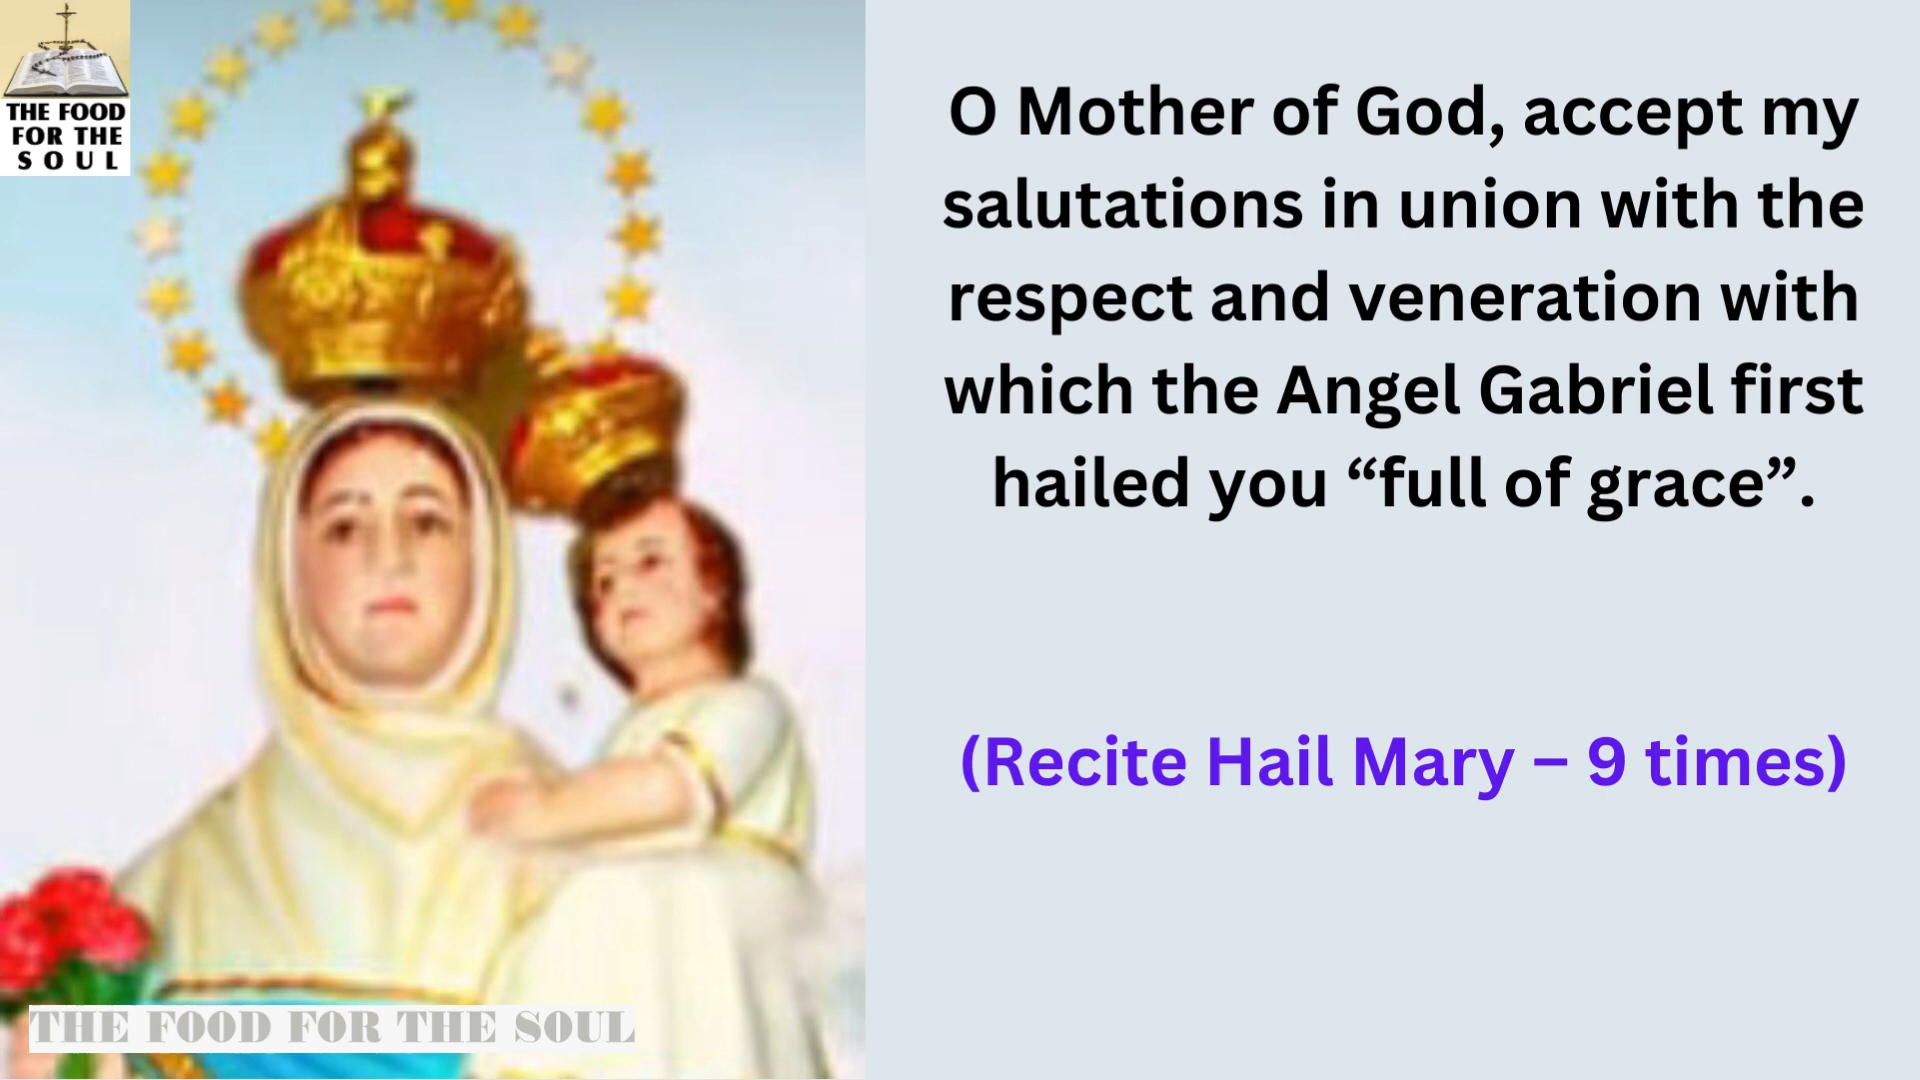 THE FOOD
FOR THE
SOUL
O Mother of God, accept my
salutations in union with the
respect and veneration with
which the Angel Gabriel first
hailed you “full of grace”.
(Recite Hail Mary – 9 times)
THE FOOD FOR THE SOUL